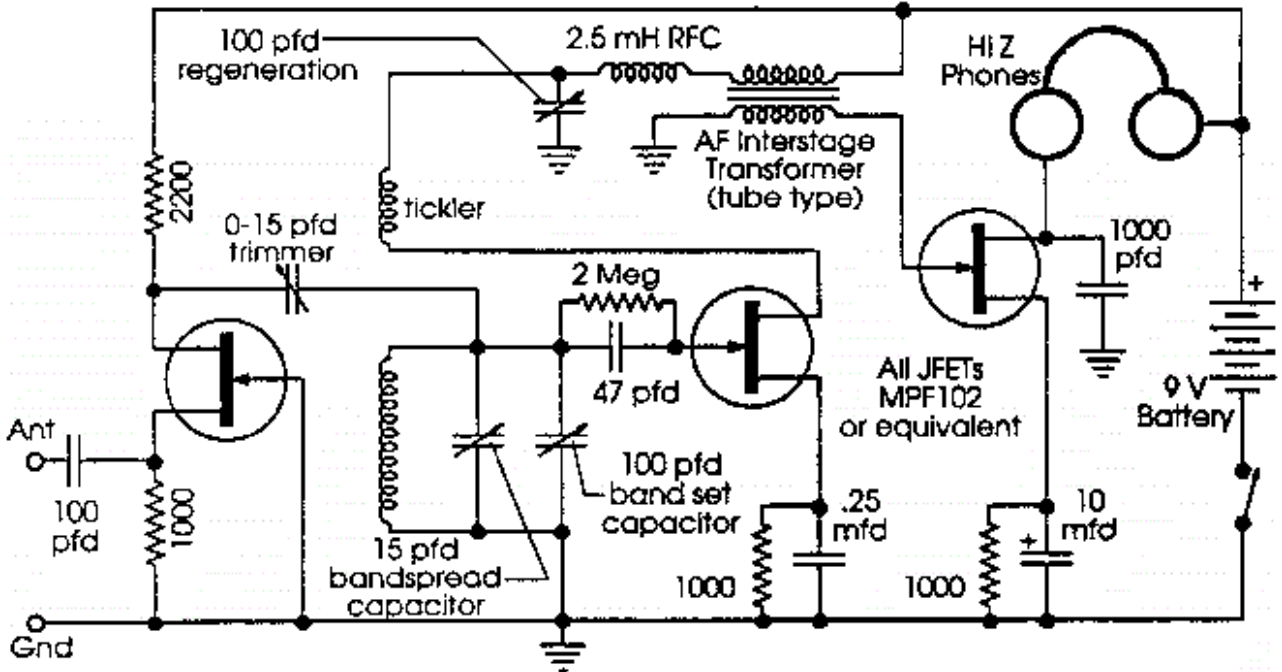 100 pfd
regeneration
2.5 mH RFC
HI Z
Phones
AF Interstage
Transformer
(tube type)
2200
tickler
0-15 pfd
trimmer
1000
pfd
2 Meg
+
47 pfd
All JFETs
MPF102
or equivalent
9 V
Battery
Ant
100
pfd
1000
100 pfd
band set
capacitor
15 pfd
bandspread
capacitor
.25
mfd
1000
10
mfd
+
1000
Gnd